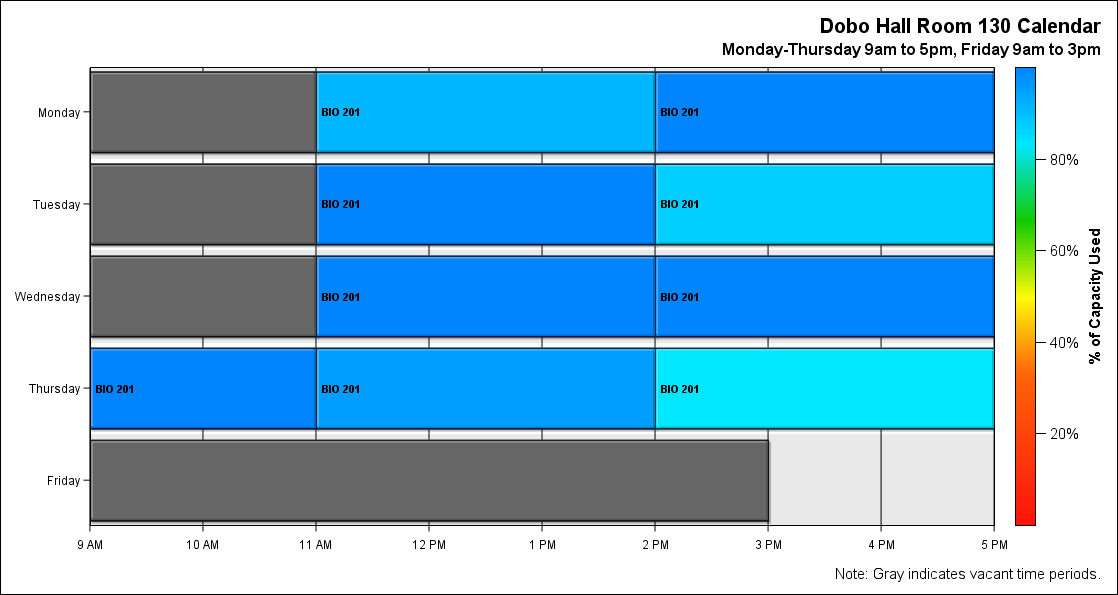 Dobo Hall Room 130 Calendar
Monday-Thursday 9am to 5pm, Friday 9am to 3pm
Monday
BIO 201
BIO 201
Tuesday
BIO 201
BIO 201
Wednesday
BIO 201
BIO 201
Thursday
BIO 201
BIO 201
BIO 201
Friday
9 AM
10 AM
11 AM
12 PM
1 PM
2 PM
3 PM
4 PM
5 PM
80%
60%
40%
20%
% of Capacity Used
Note: Gray indicates vacant time periods.